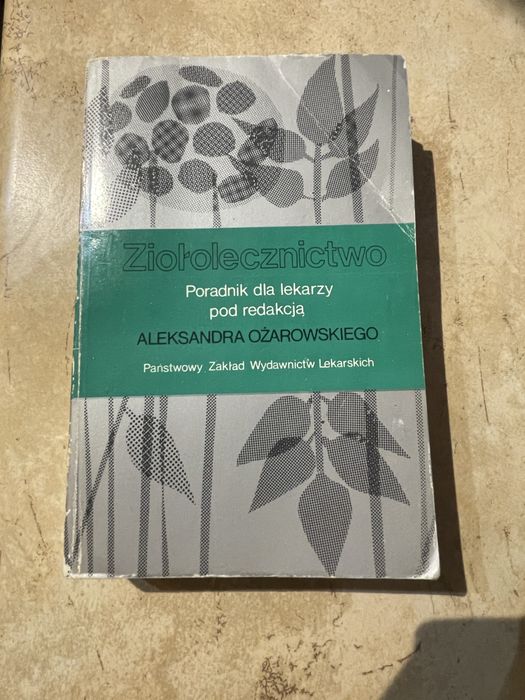 Ziołolecznictwo
Poradnik dla lekarzy
pod redakcją
ALEKSANDRA OŻAROWSKIEGO
Państwowy Zakład Wydawnictw Lekarskich